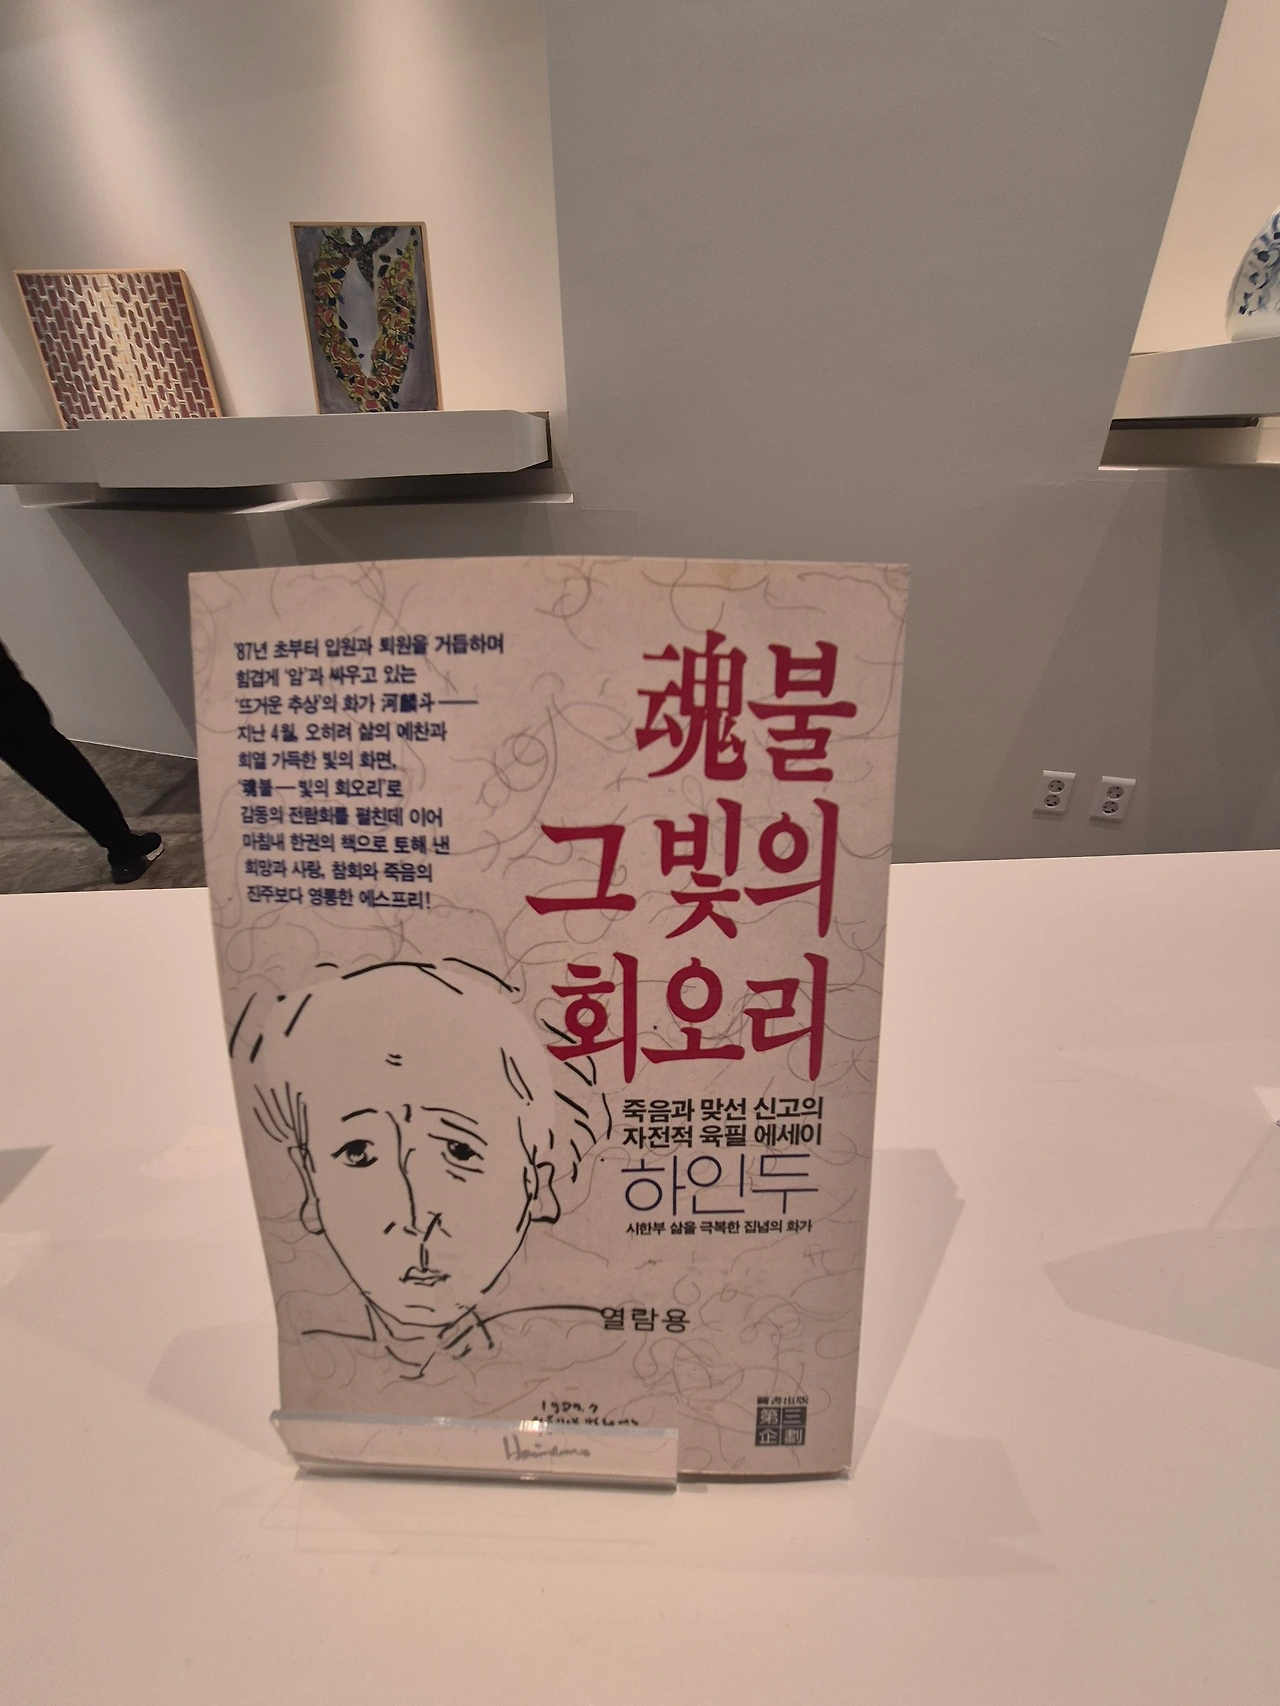 '87년 초부터 입원과 퇴원을 거듭하며
힘겹게 '암'과 싸우고 있는
'뜨거운 추상'의 화가 河麟斗──
지난 4월, 오히려 삶의 예찬과
희열 가득한 빛의 화면,
'魂불─빛의 회오리'로
감동의 전람회를 펼친데 이어
마침내 한권의 책으로 토해 낸
희망과 사랑, 참회와 죽음의
진주보다 영롱한 에스프리!
魂불
그 빛의
회오리
죽음과 맞선 신고의
자전적 육필 에세이
하인두
시한부 삶을 극복한 집념의 화가
열람용
圖書出版
第三
企劃